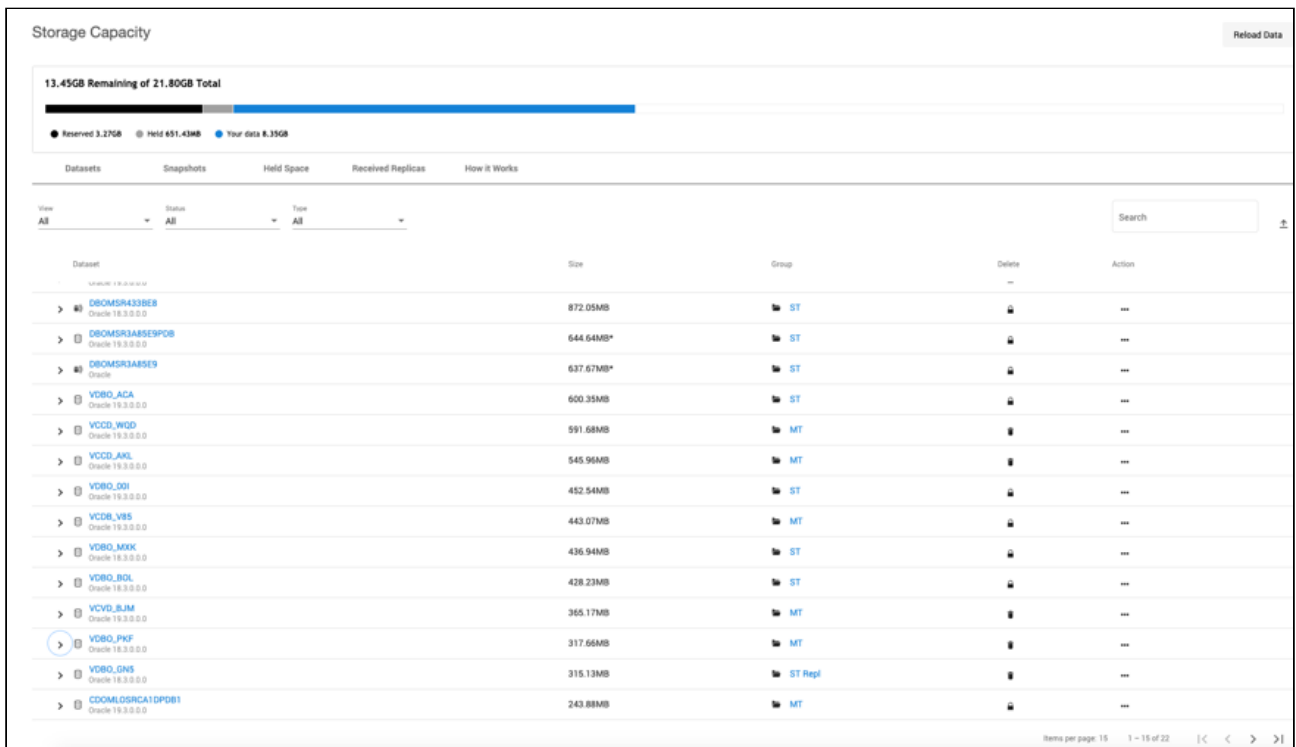 Storage Capacity
Reload Data
13.45GB Remaining of 21.80GB Total
Reserved 3.27GB Held 651.43MB Your data 8.35GB
Datasets Snapshots Held Space Received Replicas How it Works
View Status Type
All All All
Search
Dataset Size Group Delete Action
DBOMSR433BE8 872.05MB ST
Oracle 18.3.0.0.0
DBOMSR3A85E9PDB 644.64MB* ST
Oracle 19.3.0.0.0
DBOMSR3A85E9 637.67MB* ST
Oracle
VDBO_ACA 600.35MB ST
Oracle 19.3.0.0.0
VCCD_WQD 591.68MB MT
Oracle 19.3.0.0.0
VCCD_AKL 545.96MB MT
Oracle 19.3.0.0.0
452.54MB ST
Oracle 19.3.0.0.0
VCDB_V85 443.07MB MT
Oracle 19.3.0.0.0
VDBO_MXK 436.94MB ST
Oracle 18.3.0.0.0
VDBO_BOL 428.23MB ST
Oracle 18.3.0.0.0
VCVD_BJM 365.17MB MT
Oracle 19.3.0.0.0
VDBO_PKF 317.66MB MT
Oracle 18.3.0.0.0
315.13MB ST Repl
Oracle 18.3.0.0.0
243.88MB MT
Oracle 19.3.0.0.0
Items per page: 15 1 – 15 of 22